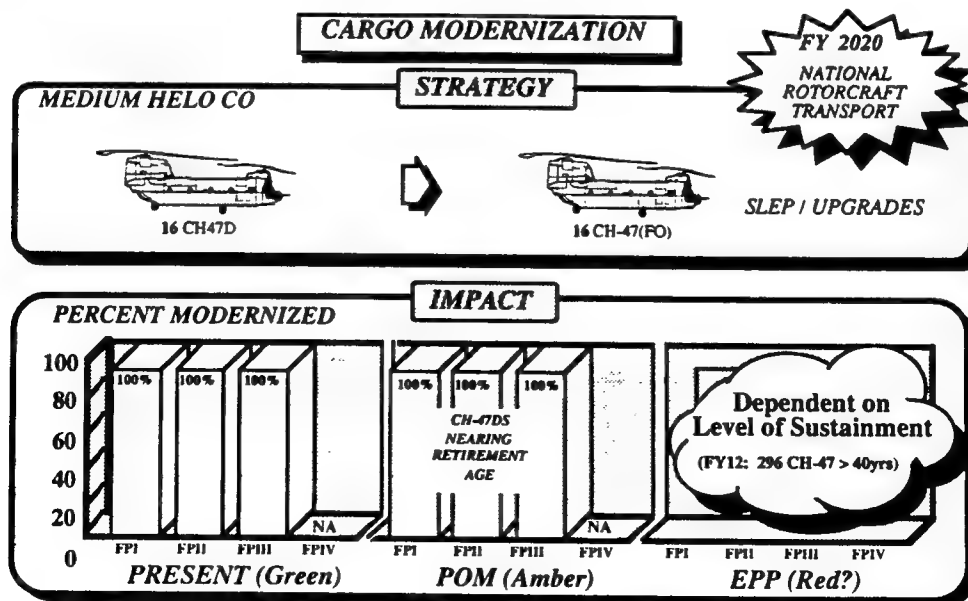 CARGO MODERNIZATION
FY 2020
NATIONAL
ROTORCRAFT
TRANSPORT
STRATEGY
MEDIUM HELO CO
16 CH47D
16 CH-47(FO)
SLEP / UPGRADES
IMPACT
PERCENT MODERNIZED
100
80
60
40
20
0
100%
100%
100%
NA
FPI
FPII
FPIII
FPIV
PRESENT (Green)
100%
100%
100%
CH-47DS
NEARING
RETIREMENT
AGE
NA
FPI
FPII
FPIII
FPIV
POM (Amber)
Dependent on
Level of Sustainment
(FY12: 296 CH-47 > 40yrs)
FPI
FPII
FPIII
FPIV
EPP (Red?)